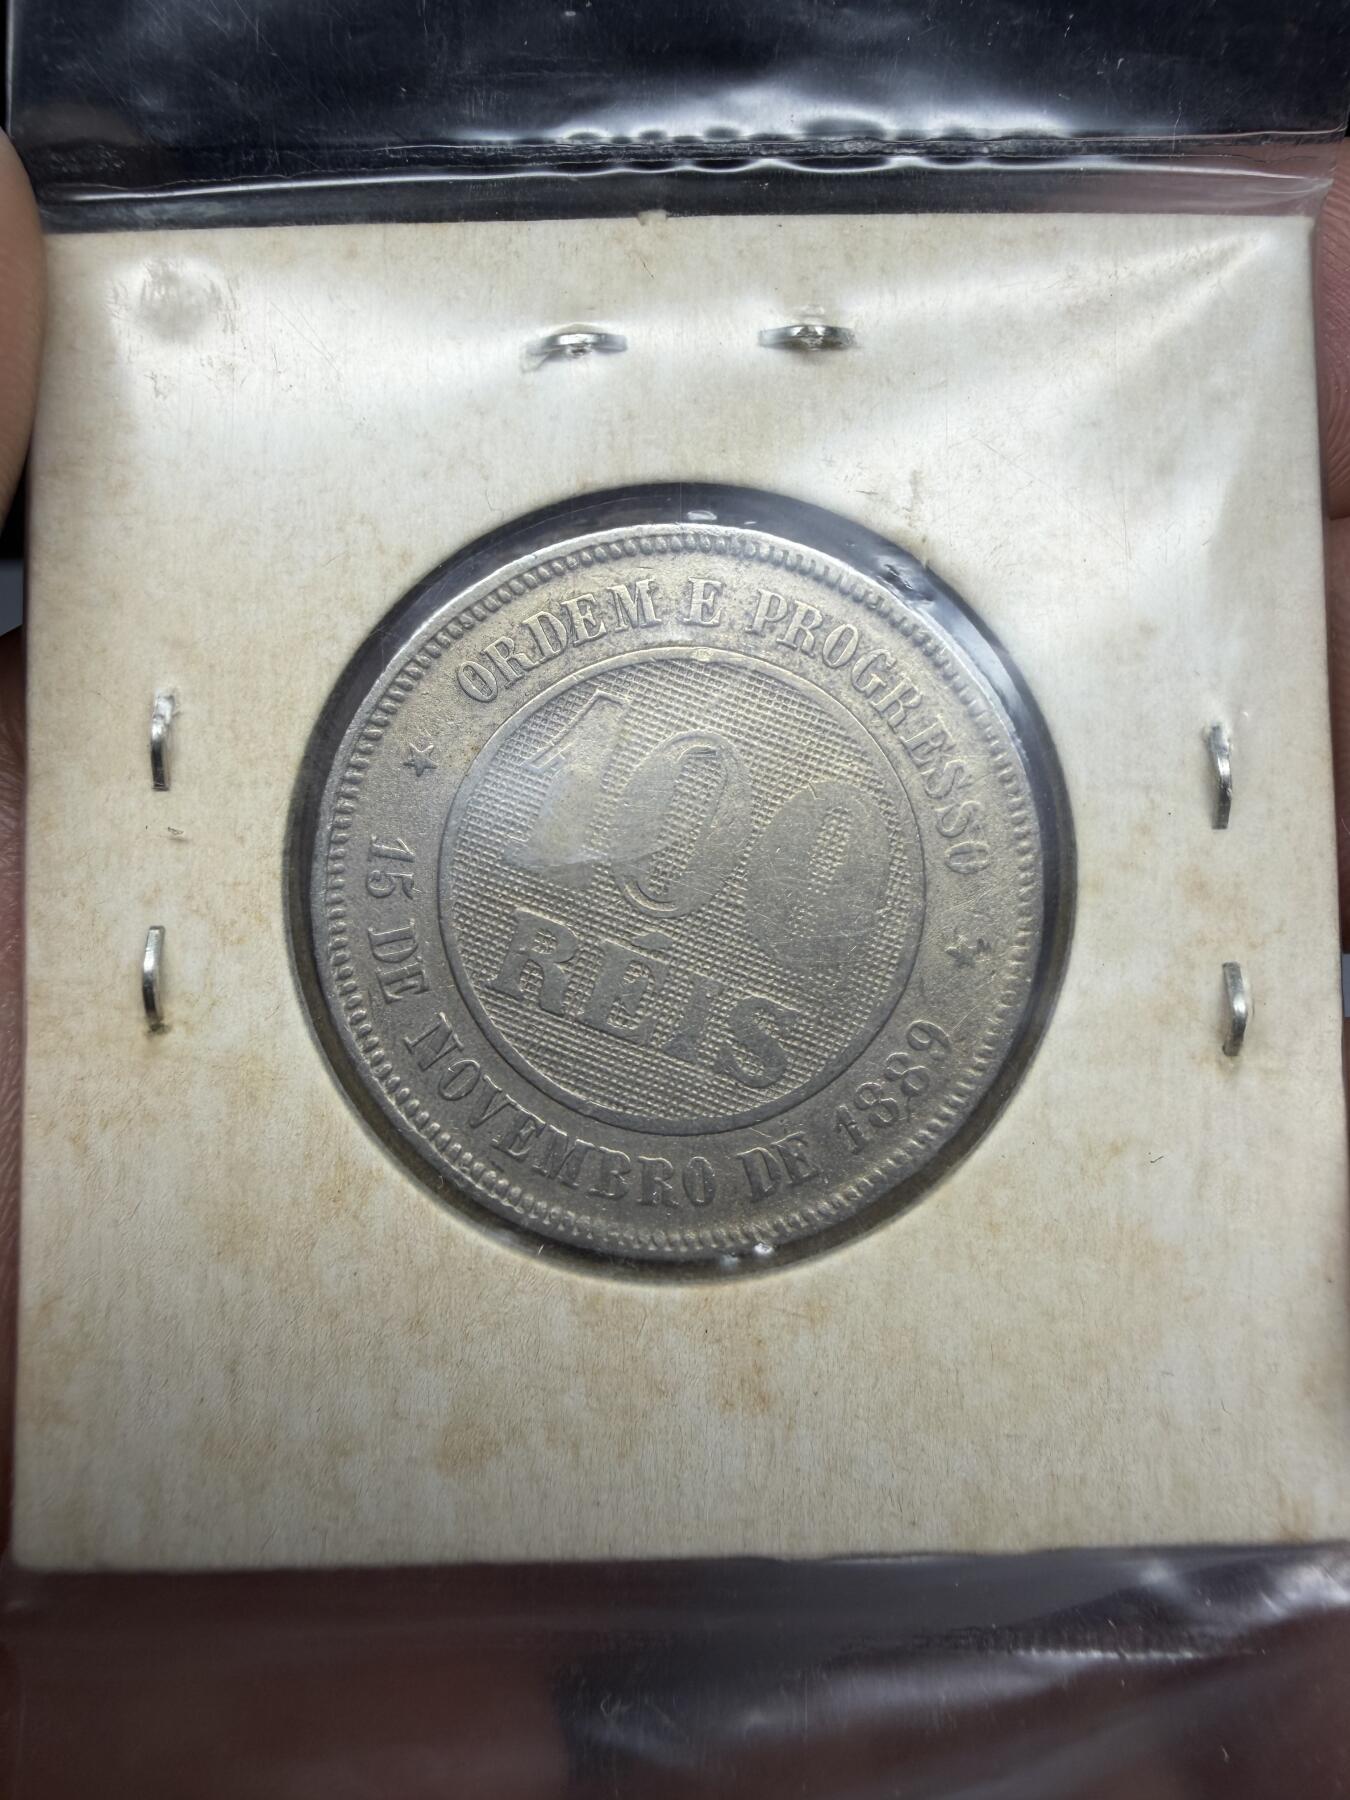 ORDEM E PROGRESSO
100
RÉIS
15 DE NOVEMBRO DE 1889